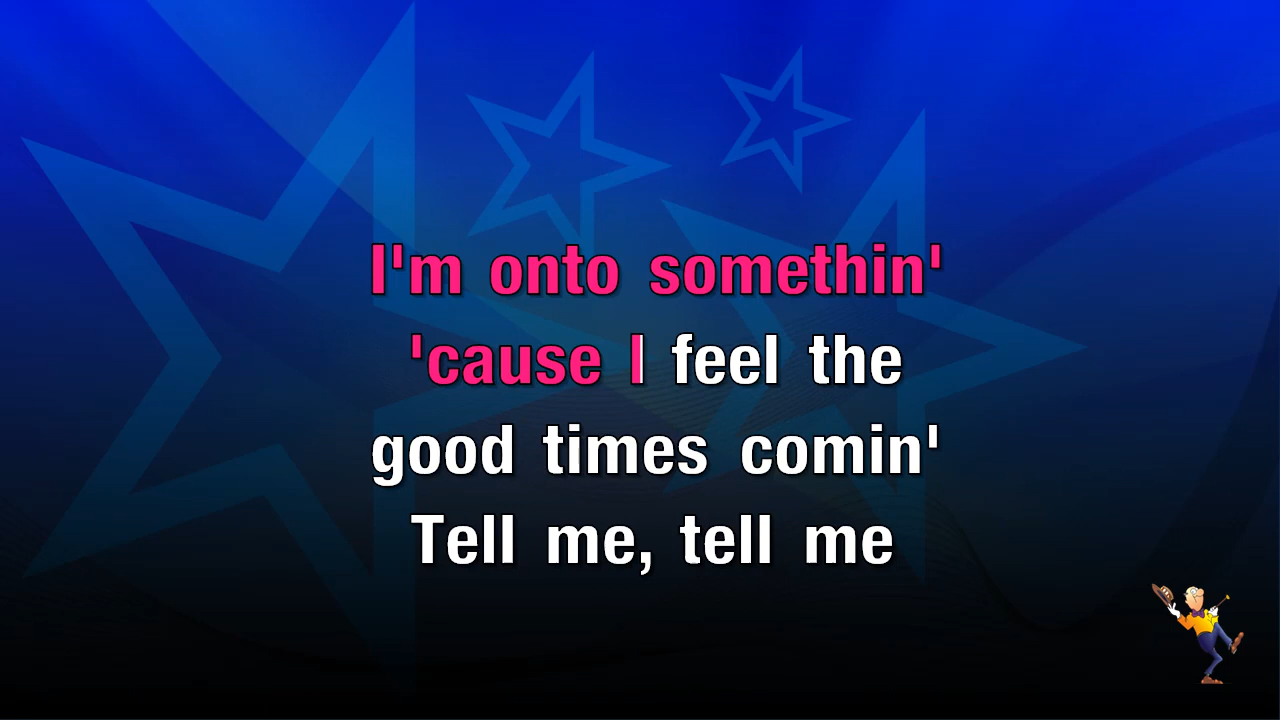 I'm onto somethin'
'cause I feel the
good times comin'
Tell me, tell me